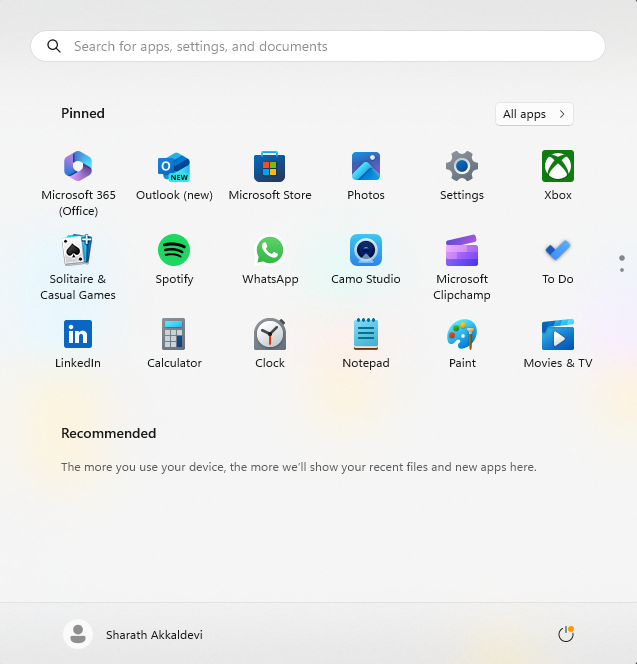 Search for apps, settings, and documents
Pinned
All apps
Microsoft 365
(Office)
Outlook (new)
Microsoft Store
Photos
Settings
Xbox
Solitaire &
Casual Games
Spotify
WhatsApp
Camo Studio
Microsoft
Clipchamp
To Do
LinkedIn
Calculator
Clock
Notepad
Paint
Movies & TV
Recommended
The more you use your device, the more we'll show your recent files and new apps here.
Sharath Akkaldevi
NEW
O
in